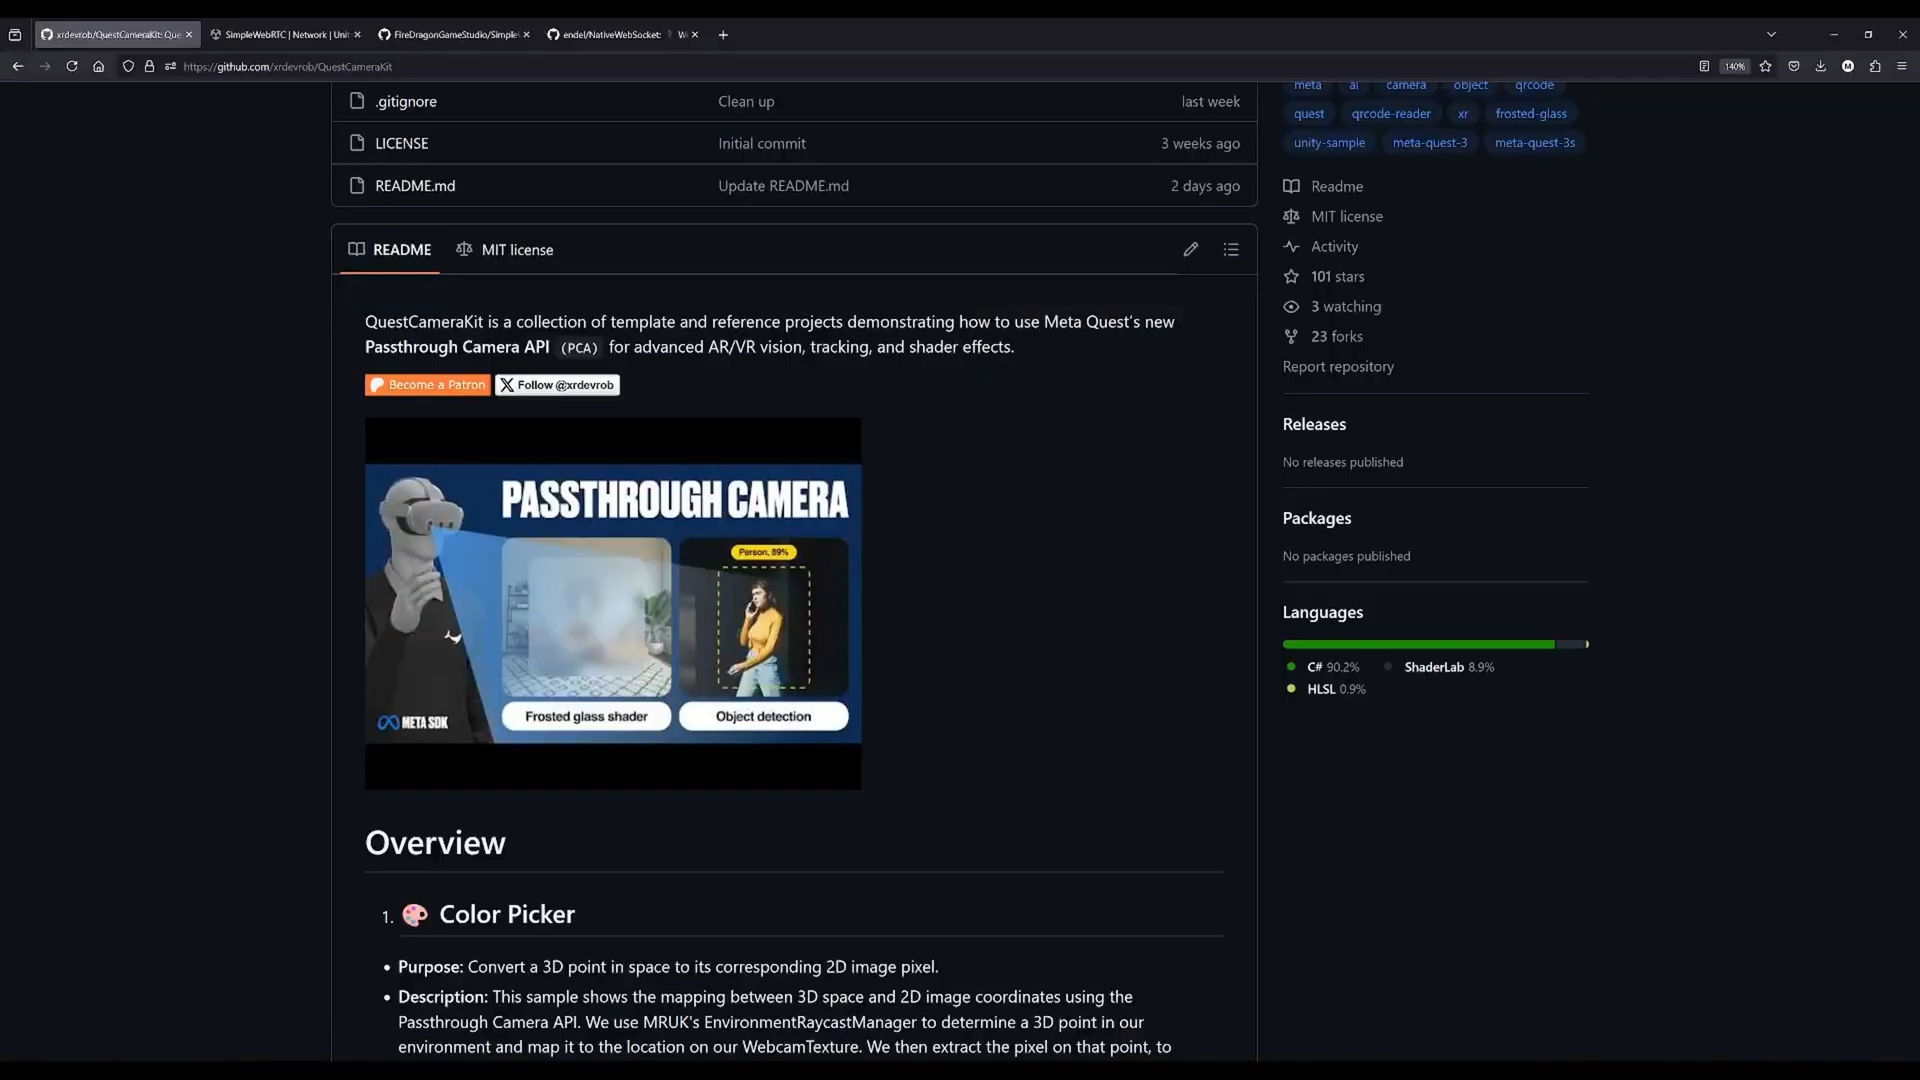 xrdevrob/QuestCameraKit: Que
SimpleWebRTC | Network | Unit
FireDragonGameStudio/Simple
endel/NativeWebSocket:
https://github.com/xrdevrob/QuestCameraKit
140%
.gitignore
Clean up
last week
LICENSE
Initial commit
3 weeks ago
README.md
Update README.md
2 days ago
README
MIT license
QuestCameraKit is a collection of template and reference projects demonstrating how to use Meta Quest's new
Passthrough Camera API (PCA) for advanced AR/VR vision, tracking, and shader effects.
Become a Patron
X Follow @xrdevrob
PASSTHROUGH CAMERA
Person, 89%
Frosted glass shader
Object detection
META SDK
Overview
1. Color Picker
• Purpose: Convert a 3D point in space to its corresponding 2D image pixel.
• Description: This sample shows the mapping between 3D space and 2D image coordinates using the
Passthrough Camera API. We use MRUK's EnvironmentRaycastManager to determine a 3D point in our
environment and map it to the location on our WebcamTexture. We then extract the pixel on that point, to
meta ai camera object qrcode
quest qrcode-reader xr frosted-glass
unity-sample meta-quest-3 meta-quest-3s
Readme
MIT license
Activity
101 stars
3 watching
23 forks
Report repository
Releases
No releases published
Packages
No packages published
Languages
C# 90.2% ShaderLab 8.9%
HLSL 0.9%